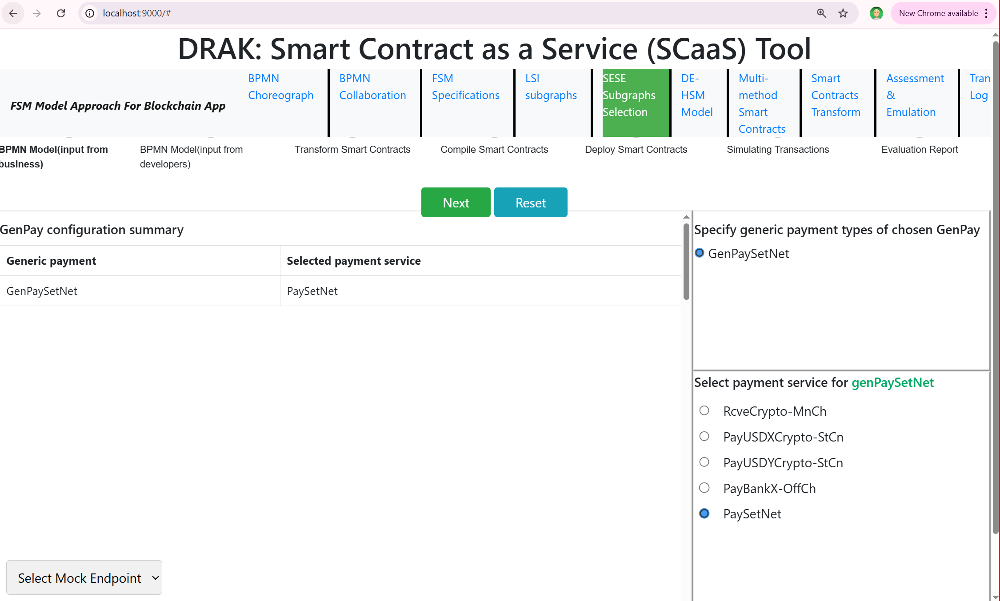 localhost:9000/#
New Chrome available
DRAK: Smart Contract as a Service (SCaaS) Tool
FSM Model Approach For Blockchain App
BPMN
Choreograph
BPMN
Collaboration
FSM
Specifications
LSI
subgraphs
SESE
Subgraphs
Selection
DE-
HSM
Model
Multi-
method
Smart
Contracts
Smart
Contracts
Transform
Assessment
&
Emulation
Tran
Log
BPMN Model(input from
business)
BPMN Model(input from
developers)
Transform Smart Contracts
Compile Smart Contracts
Deploy Smart Contracts
Simulating Transactions
Evaluation Report
Next
Reset
GenPay configuration summary
Generic payment
Selected payment service
GenPaySetNet
PaySetNet
Select Mock Endpoint
Specify generic payment types of chosen GenPay
GenPaySetNet
Select payment service for genPaySetNet
RcveCrypto-MnCh
PayUSDXCrypto-StCn
PayUSDYCrypto-StCn
PayBankX-OffCh
PaySetNet